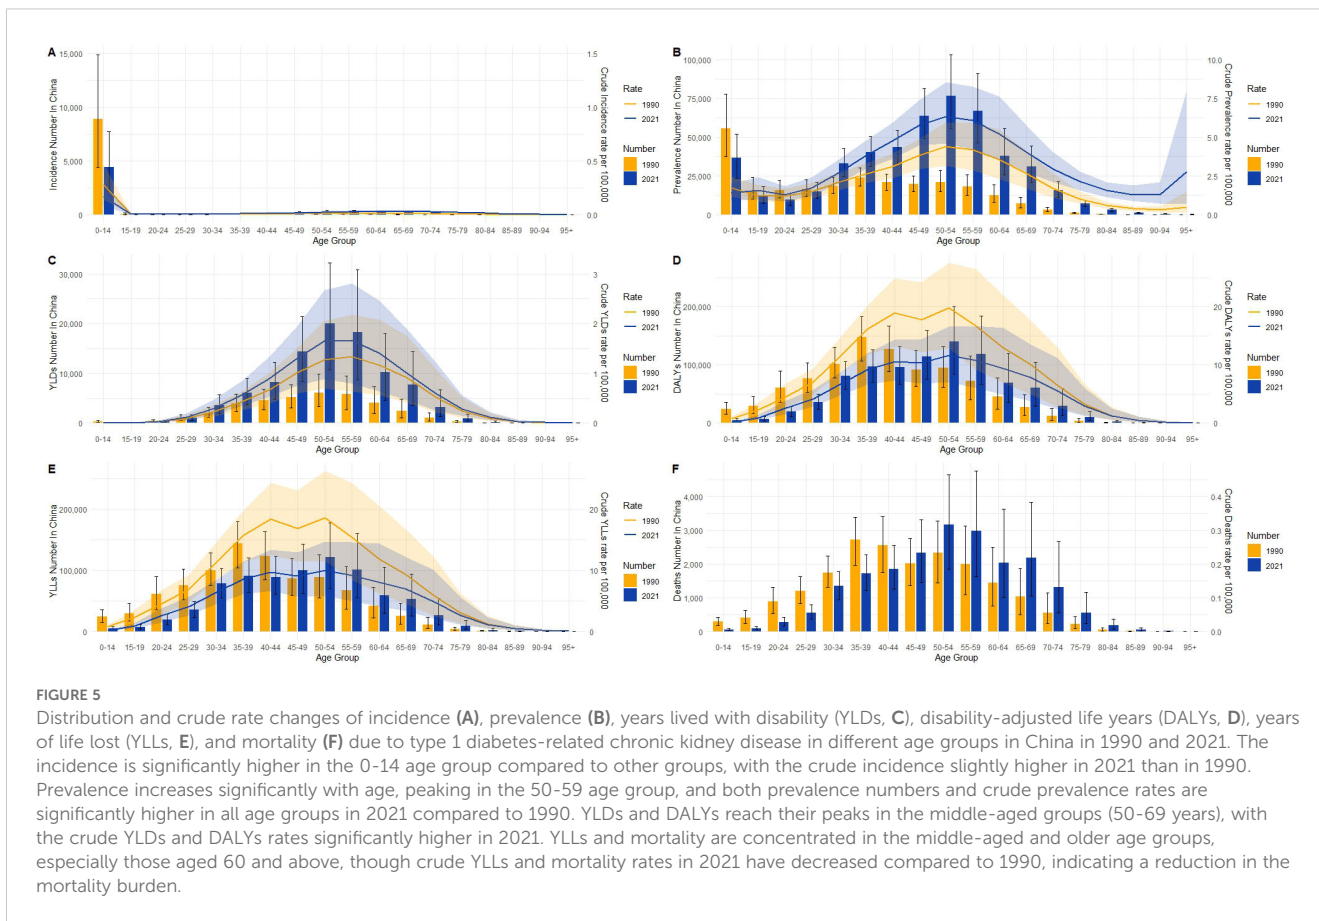 A
15,000
10,000
5,000
0
Incidence Number In China
1.5
1.0
0.5
0.0
Crude Incidence rate per 100,000
Rate
1990
2021
Number
1990
2021
0-14 15-19 20-24 25-29 30-34 35-39 40-44 45-49 50-54 55-59 60-64 65-69 70-74 75-79 80-84 85-89 90-94 95+
Age Group
B
100,000
75,000
50,000
25,000
0
Prevalence Number In China
10.0
7.5
5.0
2.5
0.0
Crude Prevalence rate per 100,000
Rate
1990
2021
Number
1990
2021
0-14 15-19 20-24 25-29 30-34 35-39 40-44 45-49 50-54 55-59 60-64 65-69 70-74 75-79 80-84 85-89 90-94 95+
Age Group
C
30,000
20,000
10,000
0
YLDs Number In China
3
2
1
0
Crude YLDs rate per 100,000
Rate
1990
2021
Number
1990
2021
0-14 15-19 20-24 25-29 30-34 35-39 40-44 45-49 50-54 55-59 60-64 65-69 70-74 75-79 80-84 85-89 90-94 95+
Age Group
D
200,000
100,000
0
DALYs Number In China
20
10
0
Crude DALYs rate per 100,000
Rate
1990
2021
Number
1990
2021
0-14 15-19 20-24 25-29 30-34 35-39 40-44 45-49 50-54 55-59 60-64 65-69 70-74 75-79 80-84 85-89 90-94 95+
Age Group
E
200,000
100,000
0
YLLs Number In China
20
10
0
Crude YLLs rate per 100,000
Rate
1990
2021
Number
1990
2021
0-14 15-19 20-24 25-29 30-34 35-39 40-44 45-49 50-54 55-59 60-64 65-69 70-74 75-79 80-84 85-89 90-94 95+
Age Group
F
4,000
3,000
2,000
1,000
0
Deaths Number In China
0.4
0.3
0.2
0.1
0.0
Crude Deaths rate per 100,000
Number
1990
2021
0-14 15-19 20-24 25-29 30-34 35-39 40-44 45-49 50-54 55-59 60-64 65-69 70-74 75-79 80-84 85-89 90-94 95+
Age Group
FIGURE 5
Distribution and crude rate changes of incidence (A), prevalence (B), years lived with disability (YLDs, C), disability-adjusted life years (DALYs, D), years
of life lost (YLLs, E), and mortality (F) due to type 1 diabetes-related chronic kidney disease in different age groups in China in 1990 and 2021. The
incidence is significantly higher in the 0-14 age group compared to other groups, with the crude incidence slightly higher in 2021 than in 1990.
Prevalence increases significantly with age, peaking in the 50-59 age group, and both prevalence numbers and crude prevalence rates are
significantly higher in all age groups in 2021 compared to 1990. YLDs and DALYs reach their peaks in the middle-aged groups (50-69 years), with
the crude YLDs and DALYs rates significantly higher in 2021. YLLs and mortality are concentrated in the middle-aged and older age groups,
especially those aged 60 and above, though crude YLLs and mortality rates in 2021 have decreased compared to 1990, indicating a reduction in the
mortality burden.